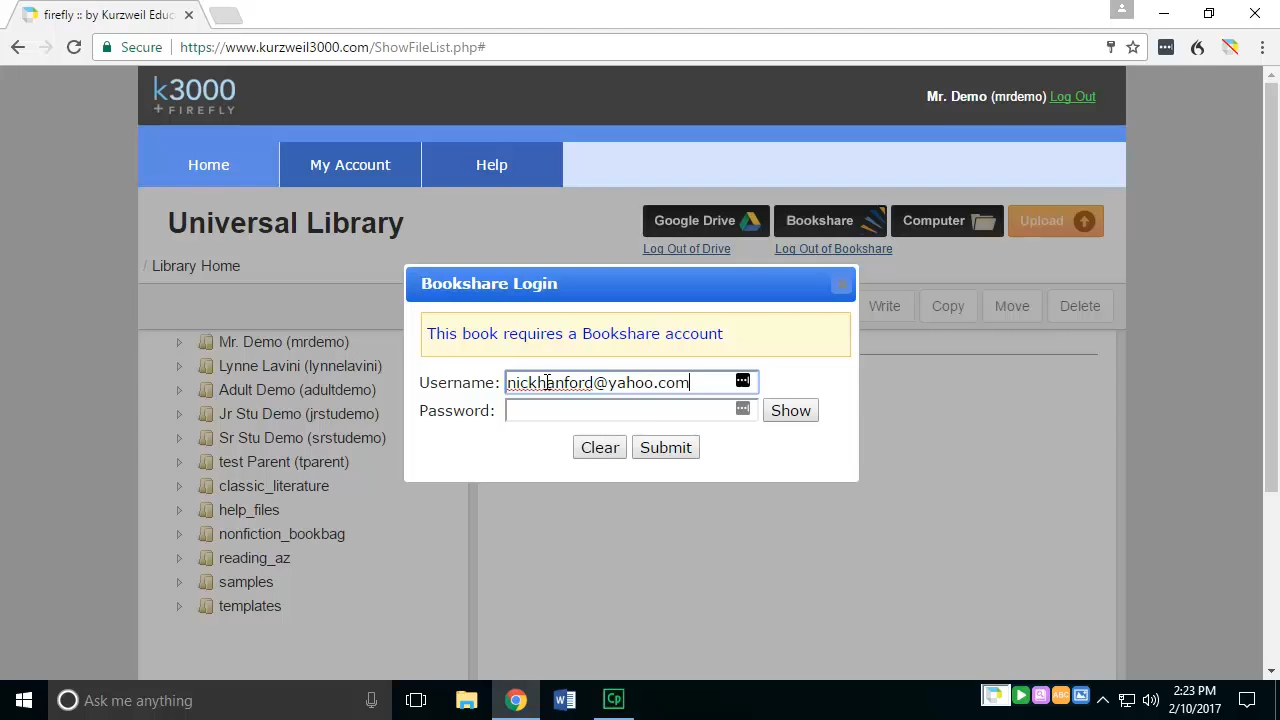 firefly :: by Kurzweil Educ
Secure
https://www.kurzweil3000.com/ShowFileList.php#
k3000
+FIREFLY
Mr. Demo (mrdemo) Log Out
Home
My Account
Help
Universal Library
Google Drive
Bookshare
Computer
Upload
Log Out of Drive
Log Out of Bookshare
/ Library Home
Write
Copy
Move
Delete
Bookshare Login
This book requires a Bookshare account
Username: nickhanford@yahoo.com
Password:
Show
Clear
Submit
Mr. Demo (mrdemo)
Lynne Lavini (lynnelavini)
Adult Demo (adultdemo)
Jr Stu Demo (jrstudemo)
Sr Stu Demo (srstudemo)
test Parent (tparent)
classic_literature
help_files
nonfiction_bookbag
reading_az
samples
templates
Ask me anything
Cp
ABC
2:23 PM
2/10/2017